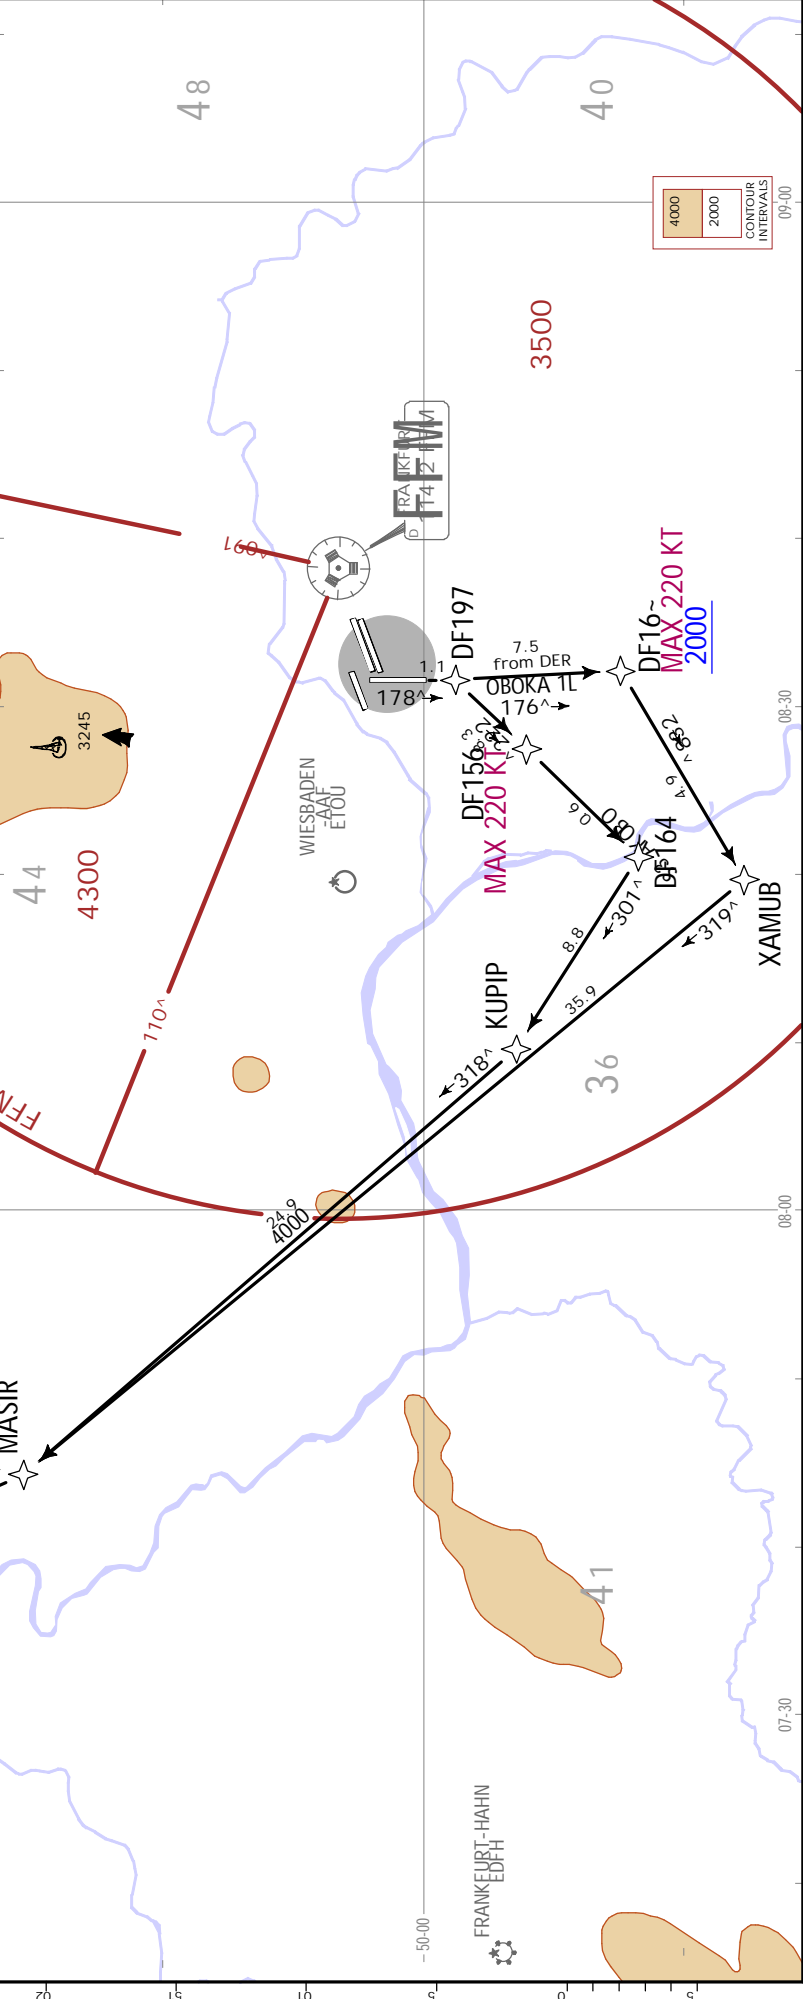 48
40
4000
2000
CONTOUR
INTERVALS
09-00
3500
FRANKFURT
FFM
D
DF197
1.1
178^
7.5
from DER
OBOKA 1L
176^
DF16~
MAX 220 KT
2000
08-30
3245
44
4300
WIESBADEN
-AAF
ETOU
DF156
MAX 220 KT
DF164
4.9
XAMUB
319^
301^
8.8
KUPIP
35.9
318^
36
110^
24.9
4000
08-00
MASIR
41
07-30
FRANKFURT-HAHN
EDFH
50-00